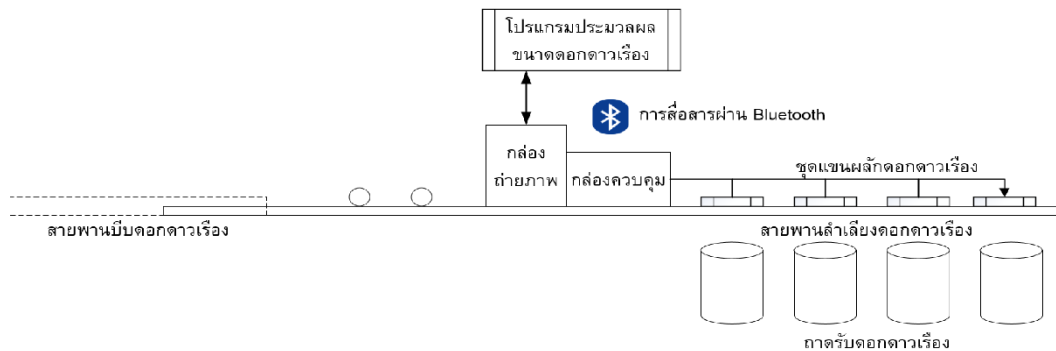 โปรแกรมประมวลผล
ขนาดดอกดาวเรือง
การสื่อสารผ่าน Bluetooth
กล่อง
ถ่ายภาพ
กล่องควบคุม
ชุดแขนผลักดอกดาวเรือง
สายพานบีบดอกดาวเรือง
สายพานลำเลียงดอกดาวเรือง
ถาดรับดอกดาวเรือง